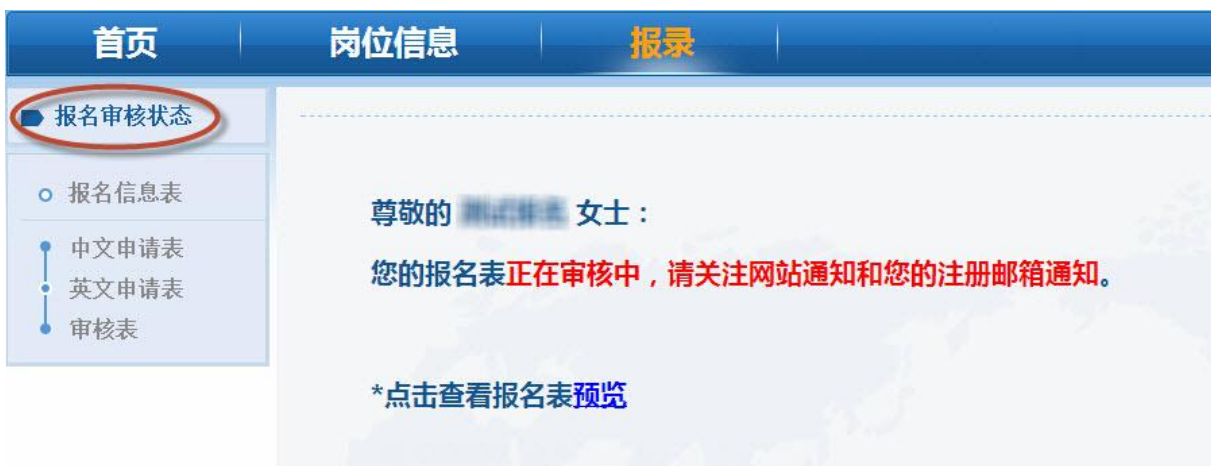 首页 岗位信息 报录
报名审核状态
报名信息表
中文申请表
英文申请表
审核表
尊敬的 女士：
您的报名表正在审核中，请关注网站通知和您的注册邮箱通知。
*点击查看报名表预览